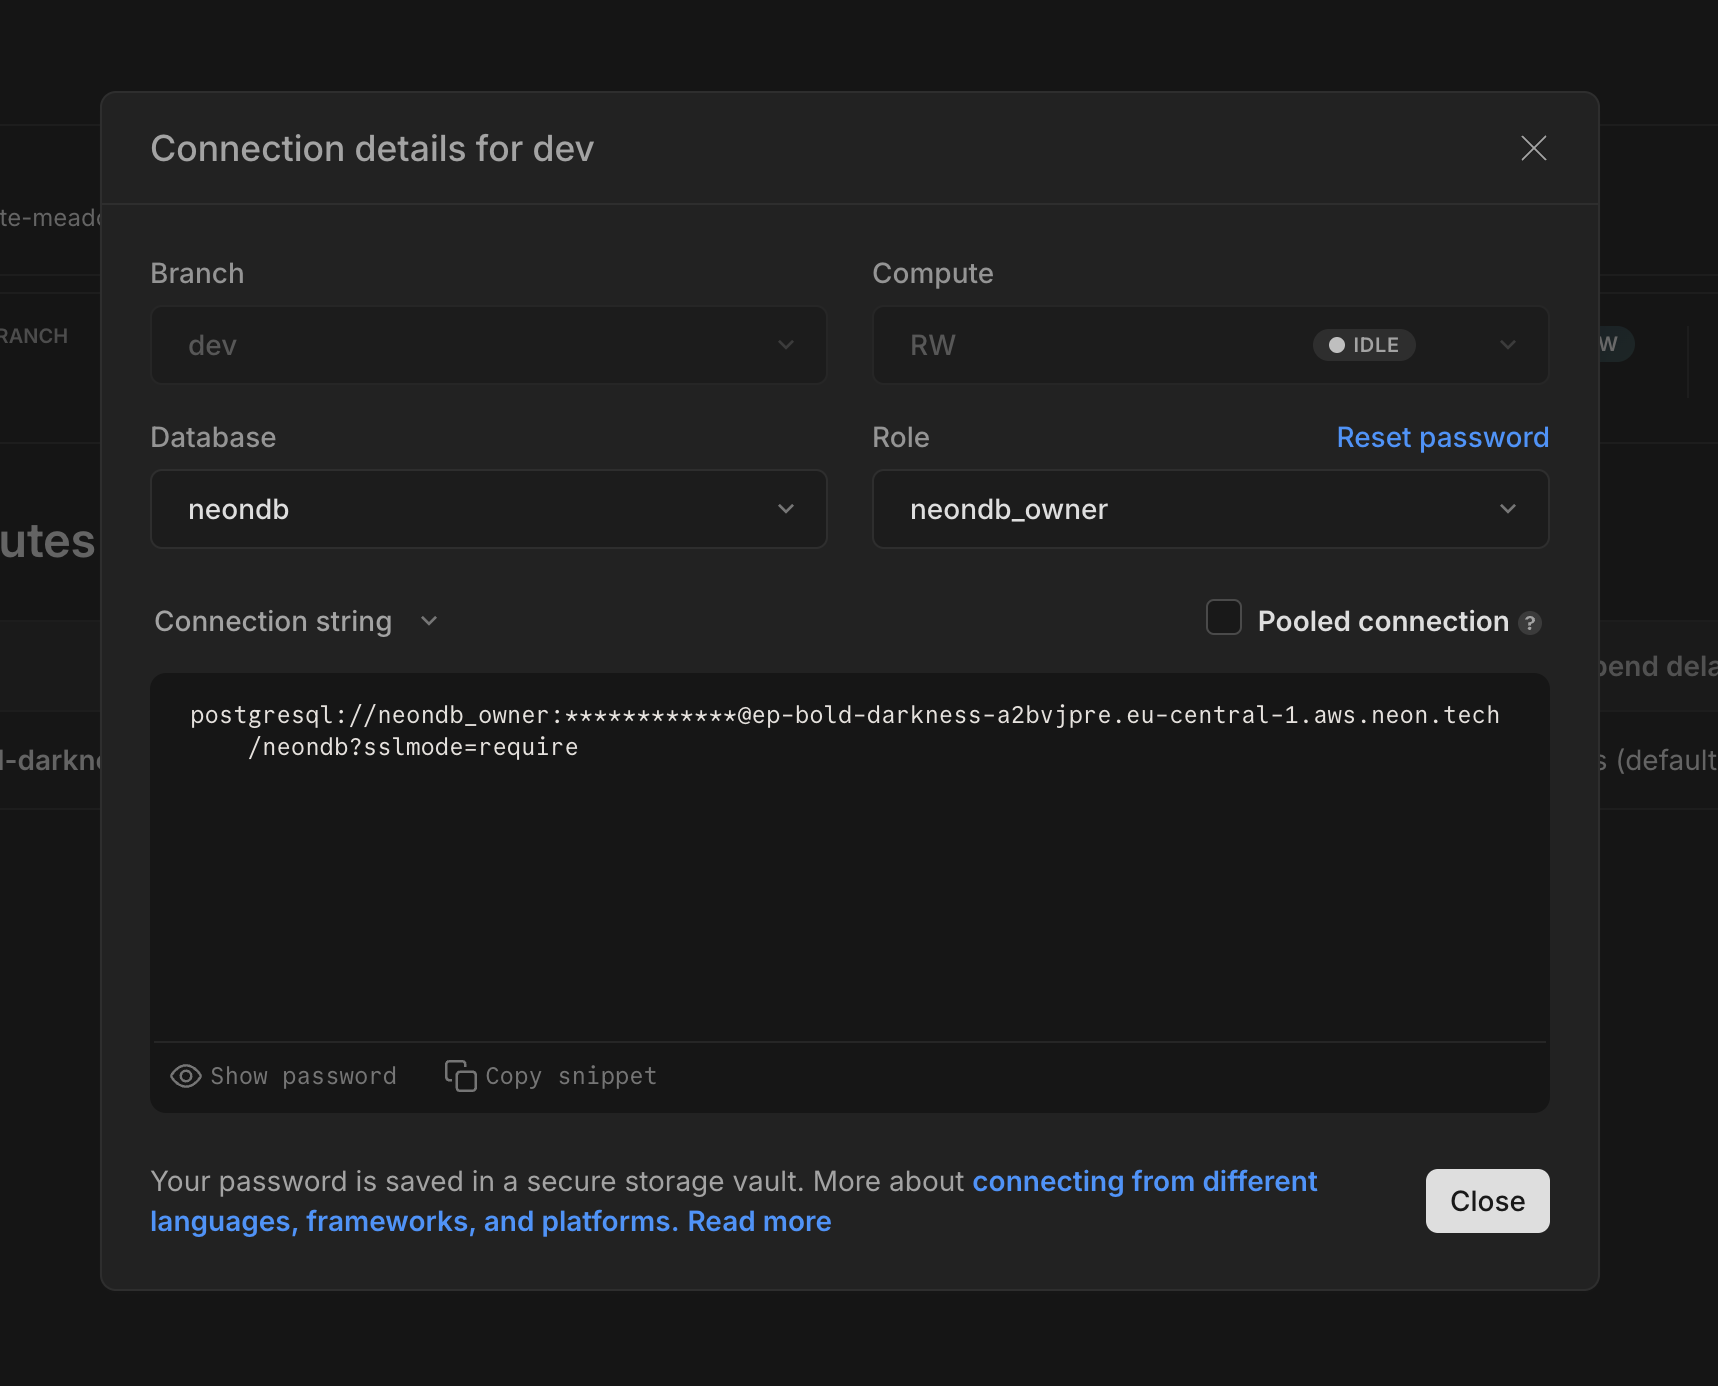 Connection details for dev
te-meado
Branch
Compute
RANCH
dev
RW
IDLE
W
Database
Role
Reset password
neondb
neondb_owner
utes
Connection string
Pooled connection ?
pend dela
postgresql://neondb_owner:************@ep-bold-darkness-a2bvjpre.eu-central-1.aws.neon.tech
/neondb?sslmode=require
l-darkne
s (default
Show password
Copy snippet
Your password is saved in a secure storage vault. More about connecting from different
languages, frameworks, and platforms. Read more
Close